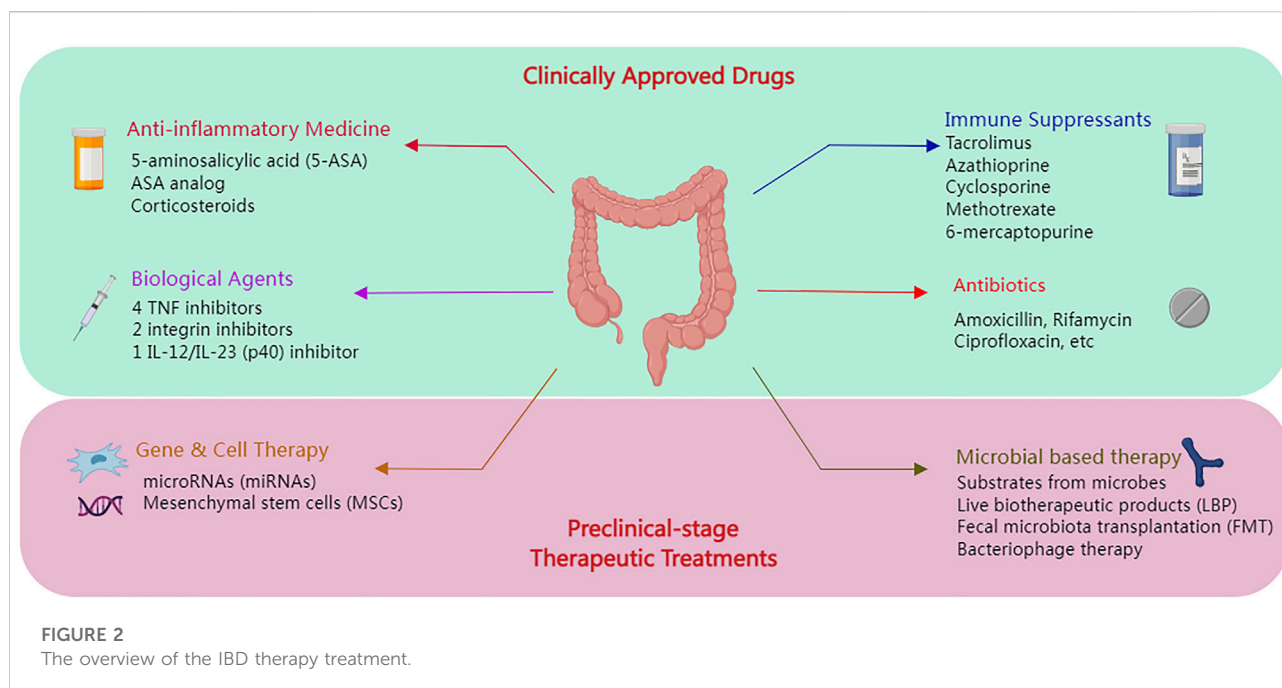 Clinically Approved Drugs
Anti-inflammatory Medicine
5-aminosalicylic acid (5-ASA)
ASA analog
Corticosteroids
Immune Suppressants
Tacrolimus
Azathioprine
Cyclosporine
Methotrexate
6-mercaptopurine
Biological Agents
4 TNF inhibitors
2 integrin inhibitors
1 IL-12/IL-23 (p40) inhibitor
Antibiotics
Amoxicillin, Rifamycin
Ciprofloxacin, etc
Gene & Cell Therapy
microRNAs (miRNAs)
Mesenchymal stem cells (MSCs)
Microbial based therapy
Substrates from microbes
Live biotherapeutic products (LBP)
Fecal microbiota transplantation (FMT)
Bacteriophage therapy
Preclinical-stage
Therapeutic Treatments
FIGURE 2
The overview of the IBD therapy treatment.